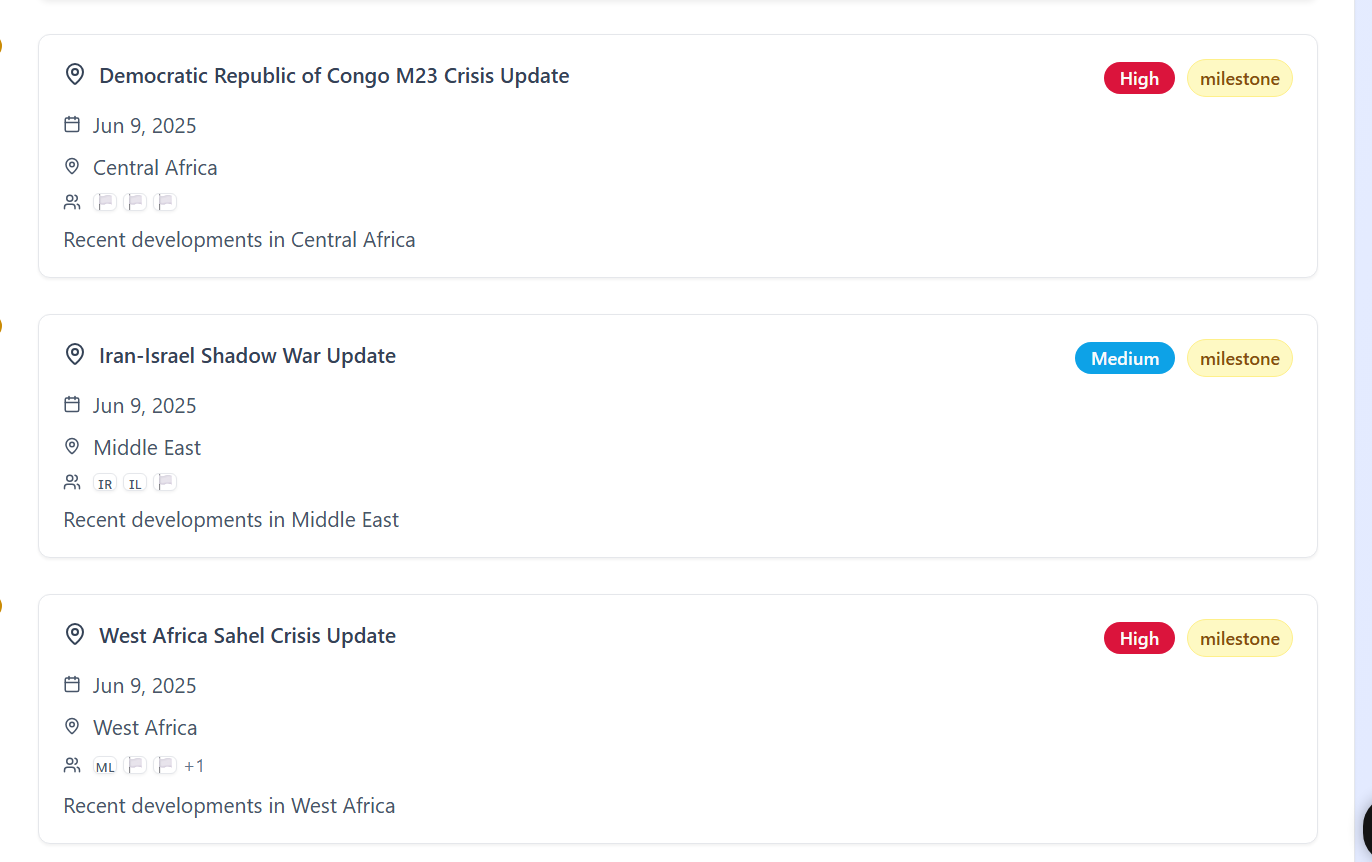 Democratic Republic of Congo M23 Crisis Update
High
milestone
Jun 9, 2025
Central Africa
Recent developments in Central Africa
Iran-Israel Shadow War Update
Medium
milestone
Jun 9, 2025
Middle East
IR IL
Recent developments in Middle East
West Africa Sahel Crisis Update
High
milestone
Jun 9, 2025
West Africa
ML +1
Recent developments in West Africa